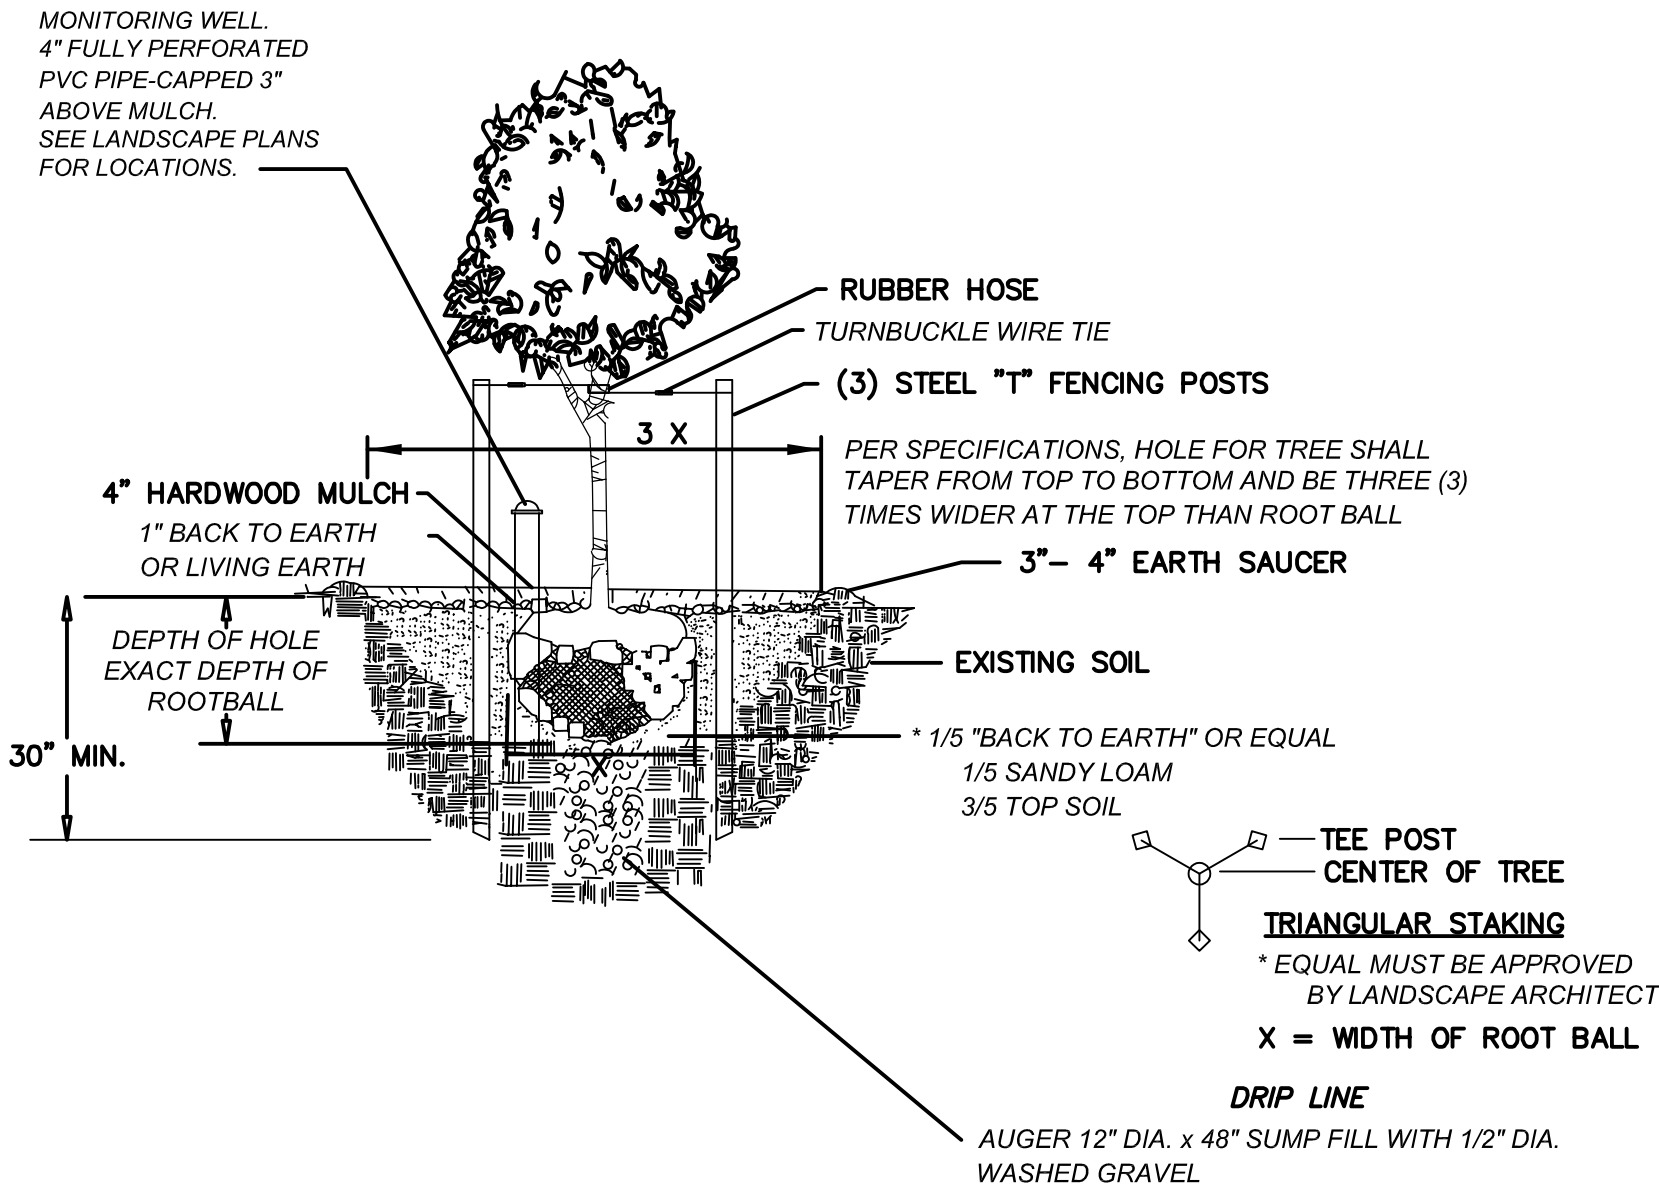 MONITORING WELL.
4" FULLY PERFORATED
PVC PIPE-CAPPED 3"
ABOVE MULCH.
SEE LANDSCAPE PLANS
FOR LOCATIONS.
RUBBER HOSE
TURNBUCKLE WIRE TIE
(3) STEEL "T" FENCING POSTS
3 X
PER SPECIFICATIONS, HOLE FOR TREE SHALL
TAPER FROM TOP TO BOTTOM AND BE THREE (3)
TIMES WIDER AT THE TOP THAN ROOT BALL
4" HARDWOOD MULCH
1" BACK TO EARTH
OR LIVING EARTH
3"- 4" EARTH SAUCER
DEPTH OF HOLE
EXACT DEPTH OF
ROOTBALL
EXISTING SOIL
30" MIN.
X
* 1/5 "BACK TO EARTH" OR EQUAL
1/5 SANDY LOAM
3/5 TOP SOIL
TEE POST
CENTER OF TREE
TRIANGULAR STAKING
* EQUAL MUST BE APPROVED
BY LANDSCAPE ARCHITECT
X = WIDTH OF ROOT BALL
DRIP LINE
AUGER 12" DIA. x 48" SUMP FILL WITH 1/2" DIA.
WASHED GRAVEL